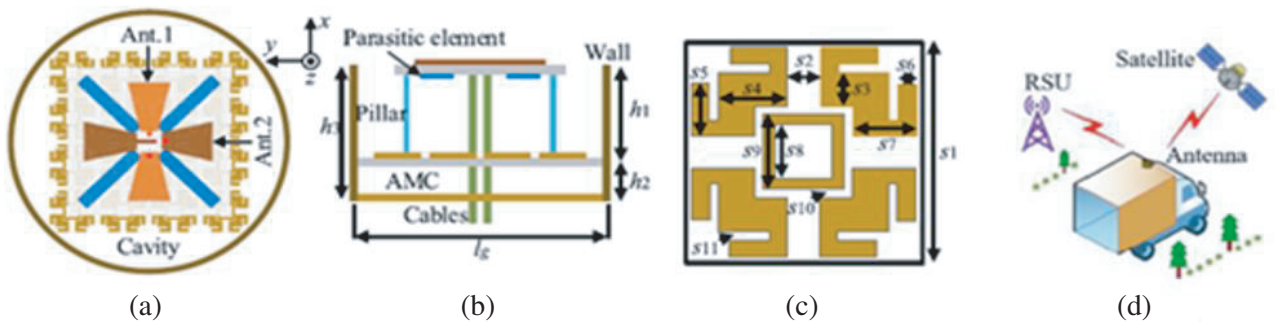 Ant.1
Ant.2
Cavity
x
y
z
Parasitic element
Wall
Pillar
h1
h3
AMC
h2
Cables
lg
s5
s4
s2
s3
s6
s7
s9
s8
s1
s10
s11
Satellite
RSU
Antenna
(a)
(b)
(c)
(d)